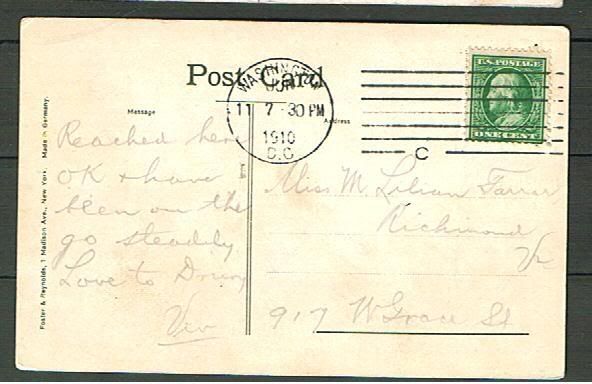 Post Card
WASHINGTON
JUN
11 7-30 PM
1910
D.C
C
U.S. POSTAGE
ONE CENT
Message
Address
Reached here
OK & have
been on the
go steadily
Love to Drury
Viv
Miss M Lilian Farrar
Richmond
Va
917 W Grace St
Foster & Reynolds, 1 Madison Ave., New York. Made in Germany.